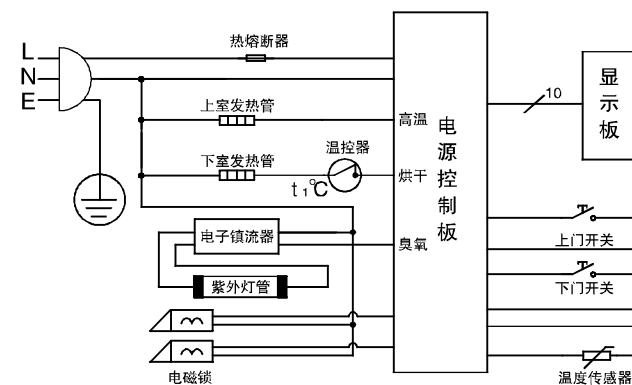 L
N
E
热熔断器
上室发热管
高温
下室发热管
温控器
t₁°C
烘干
电子镇流器
臭氧
紫外灯管
电磁锁
电源控制板
10
显示板
上门开关
下门开关
温度传感器